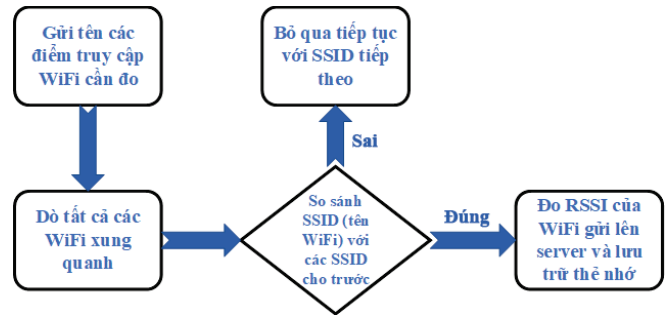 Gửi tên các
điểm truy cập
WiFi cần đo
Bỏ qua tiếp tục
với SSID tiếp
theo
Sai
Dò tất cả các
WiFi xung
quanh
So sánh
SSID (tên
WiFi) với
các SSID
cho trước
Đúng
Đo RSSI của
WiFi gửi lên
server và lưu
trữ thẻ nhớ